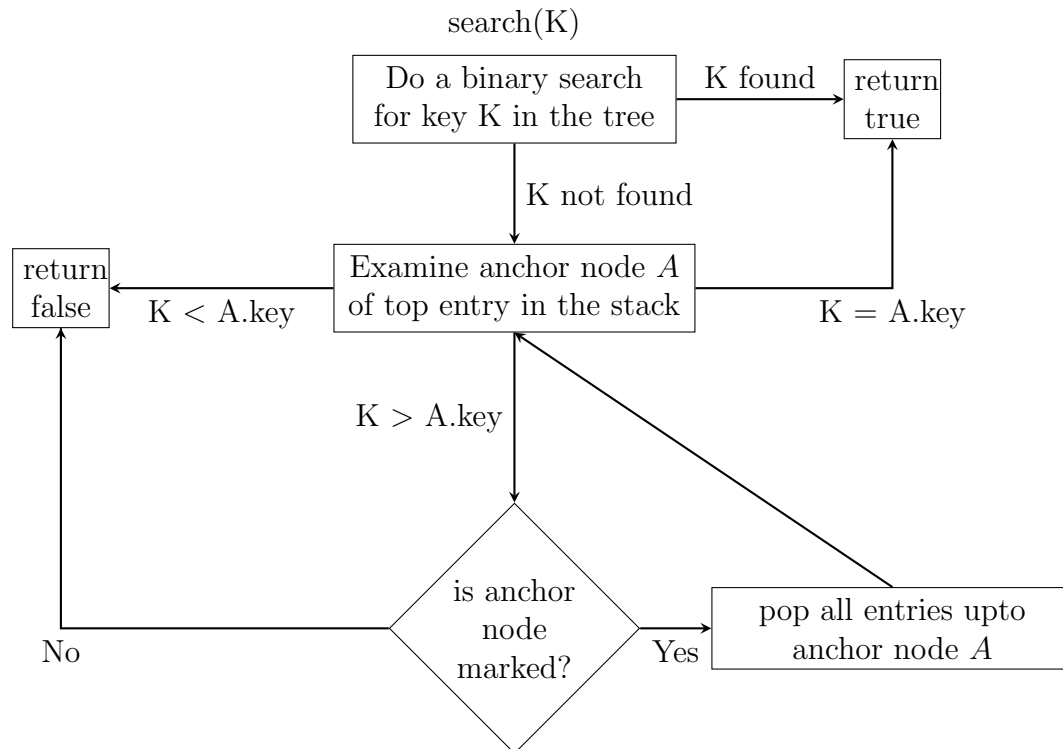 search(K)
Do a binary search
for key K in the tree
K found
return
true
K not found
Examine anchor node A
of top entry in the stack
return
false
K < A.key
K = A.key
K > A.key
is anchor
node
marked?
No
Yes
pop all entries upto
anchor node A